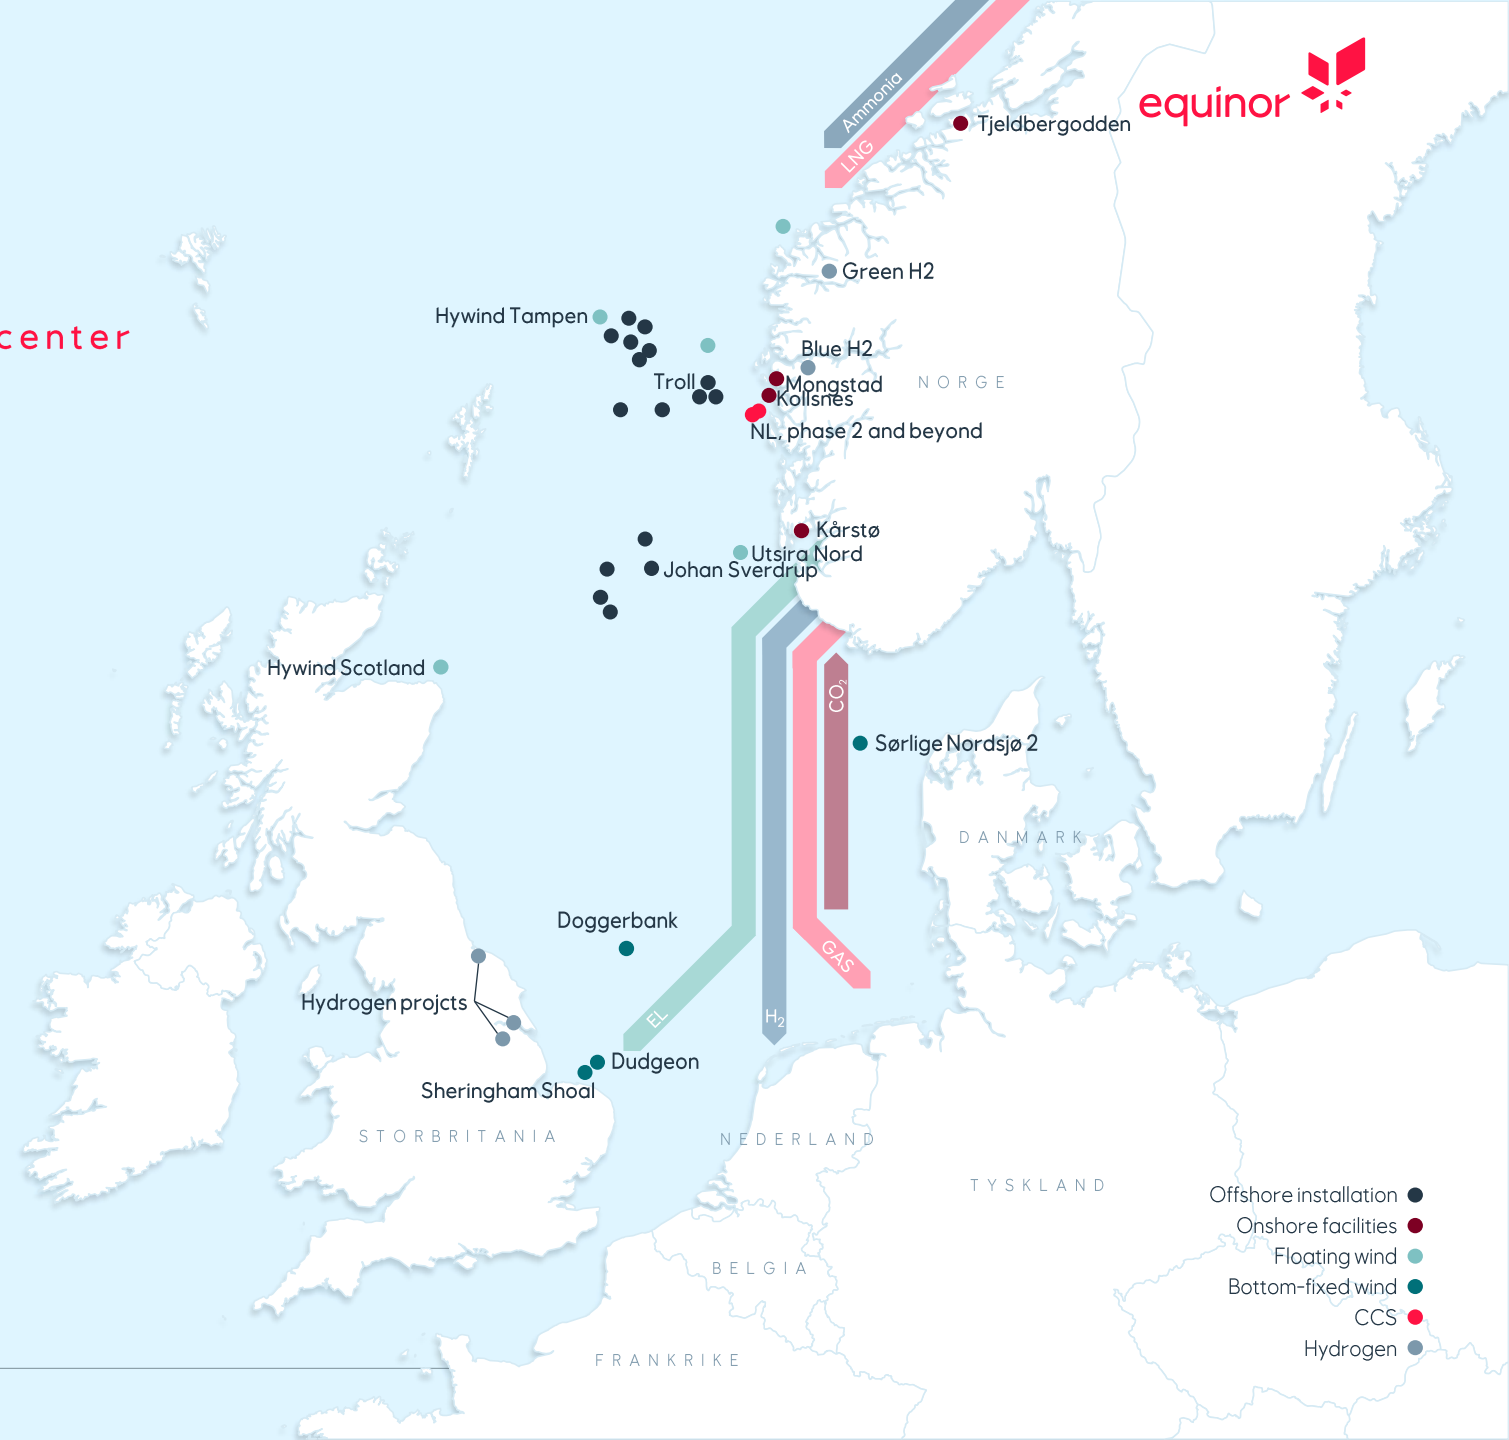 Ammonia
LNG
equinor
Tjeldbergodden
Green H2
Hywind Tampen
center
Blue H2
Troll
Mongstad
NORGE
Kollsnes
NL, phase 2 and beyond
Kårstø
Utsira Nord
Johan Sverdrup
Hywind Scotland
CO₂
Sørlige Nordsjø 2
DANMARK
Doggerbank
GAS
Hydrogen projcts
EL
H₂
Dudgeon
Sheringham Shoal
STORBRITANIA
NEDERLAND
TYSKLAND
BELGIA
FRANKRIKE
Offshore installation
Onshore facilities
Floating wind
Bottom-fixed wind
CCS
Hydrogen